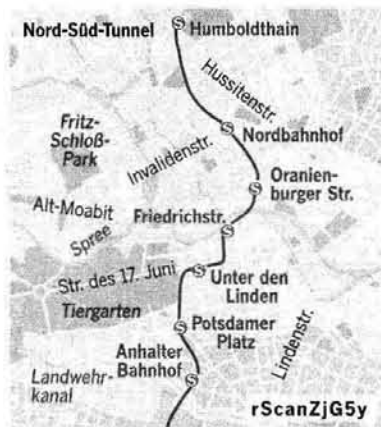 Nord-Süd-Tunnel
Humboldthain
Hussitenstr.
Nordbahnhof
Fritz-
Schloß-
Park
Invalidenstr.
Oranien-
burger Str.
Alt-Moabit
Friedrichstr.
Spree
Str. des 17. Juni
Unter den
Linden
Tiergarten
Potsdamer
Platz
Lindenstr.
Anhalter
Bahnhof
Landwehr-
kanal
rScanZjG5y